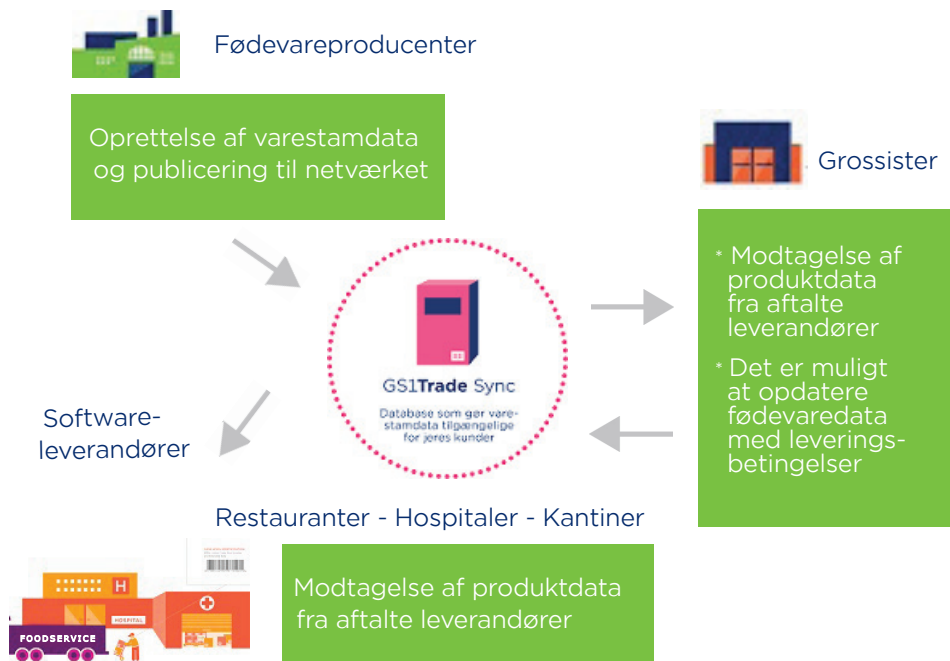 Fødevareproducenter
Oprettelse af varestamdata
og publicering til netværket
Grossister
* Modtagelse af
produktdata
fra aftalte
leverandører
* Det er muligt
at opdatere
fødevaredata
med leverings-
betingelser
GS1Trade Sync
Database som gør vare-
stamdata tilgængelige
for jeres kunder
Software-
leverandører
Restauranter - Hospitaler - Kantiner
H
HOSPITAL
FOODSERVICE
Modtagelse af produktdata
fra aftalte leverandører